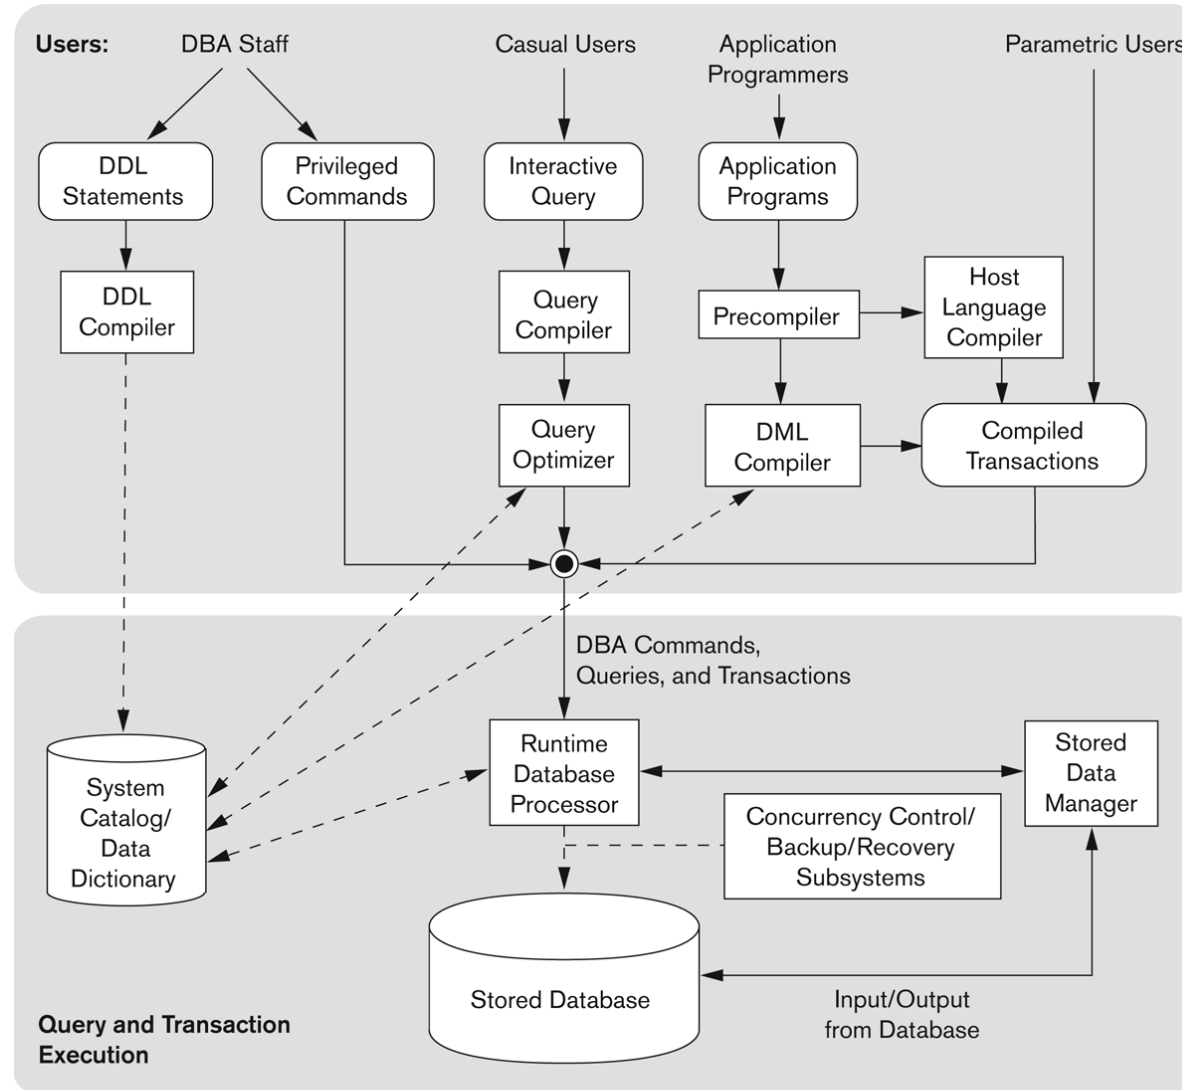 Users:
DBA Staff
Casual Users
Application
Programmers
Parametric Users
DDL
Statements
Privileged
Commands
Interactive
Query
Application
Programs
DDL
Compiler
Query
Compiler
Precompiler
Host
Language
Compiler
Query
Optimizer
DML
Compiler
Compiled
Transactions
DBA Commands,
Queries, and Transactions
System
Catalog/
Data
Dictionary
Runtime
Database
Processor
Stored
Data
Manager
Concurrency Control/
Backup/Recovery
Subsystems
Stored Database
Input/Output
from Database
Query and Transaction
Execution